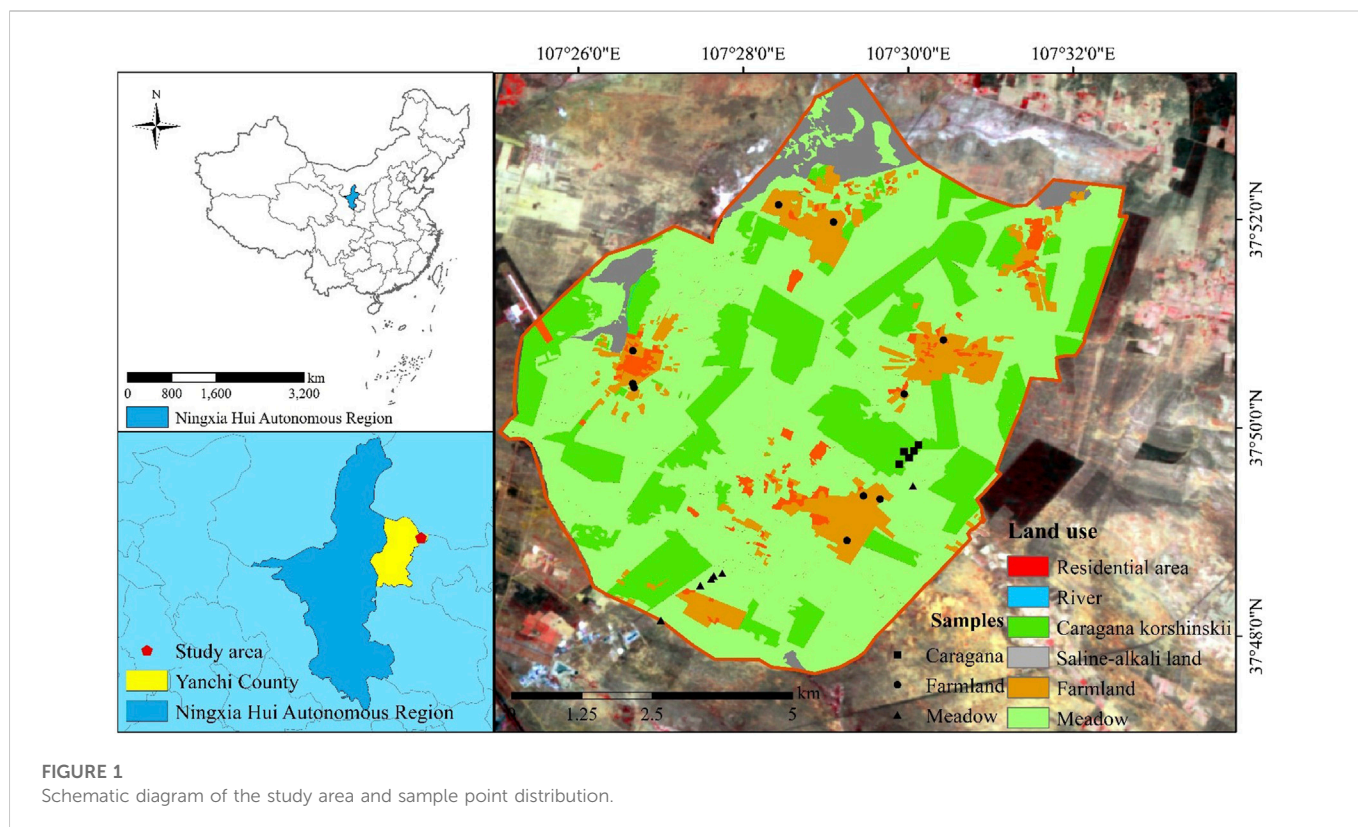 107°26'0"E
107°28'0"E
107°30'0"E
107°32'0"E
N
km
0
800
1,600
3,200
Ningxia Hui Autonomous Region
Study area
Yanchi County
Ningxia Hui Autonomous Region
37°52'0"N
37°50'0"N
37°48'0"N
Samples
Caragana
Farmland
Meadow
Land use
Residential area
River
Caragana korshinskii
Saline-alkali land
Farmland
Meadow
km
0
1.25
2.5
5
FIGURE 1
Schematic diagram of the study area and sample point distribution.